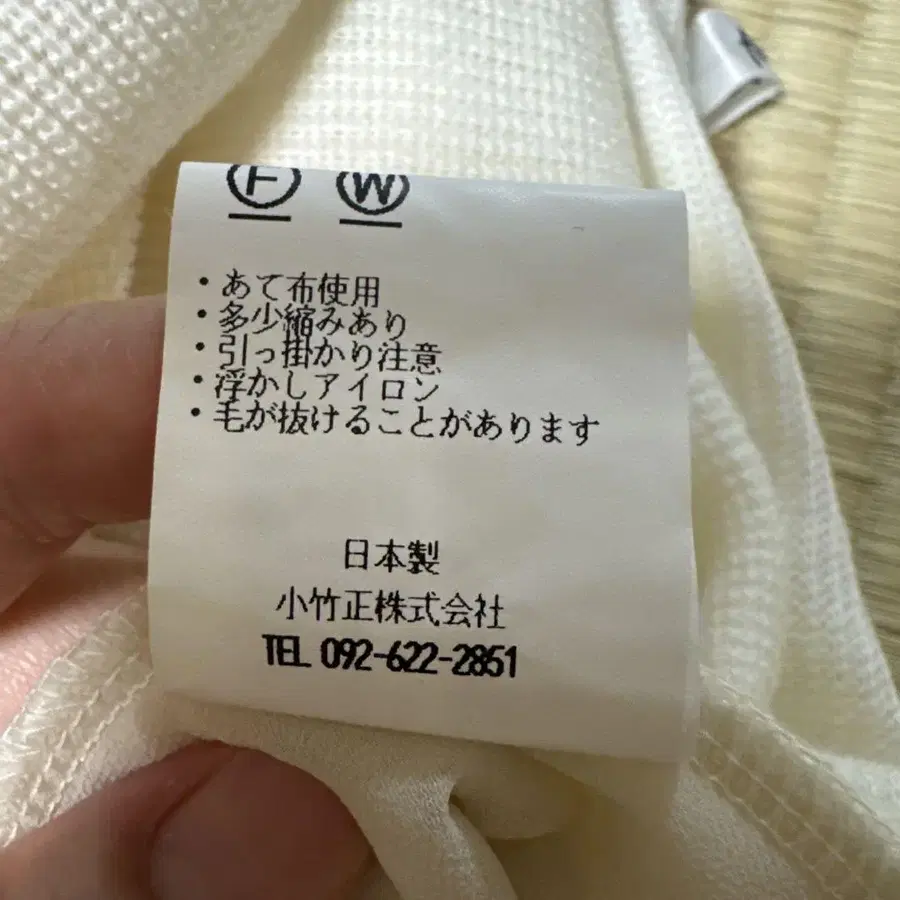 F W
・あて布使用
・多少縮みあり
・引っ掛かり注意
・浮かしアイロン
・毛が抜けることがあります
日本製
小竹正株式会社
TEL 092-622-2851